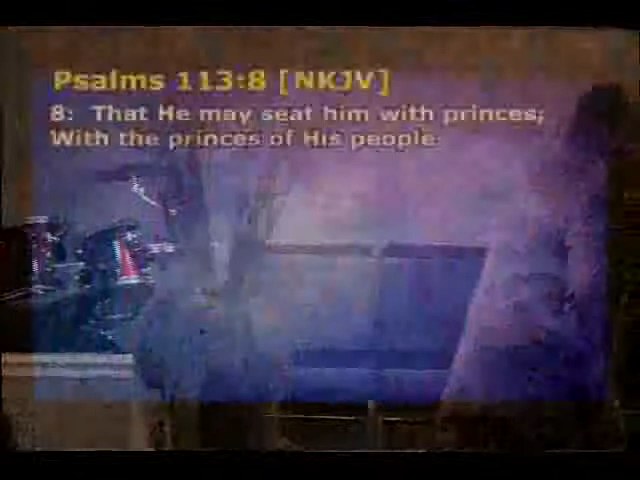 Psalms 113:8 [NKJV]
8: That He may seat him with princes;
With the princes of His people